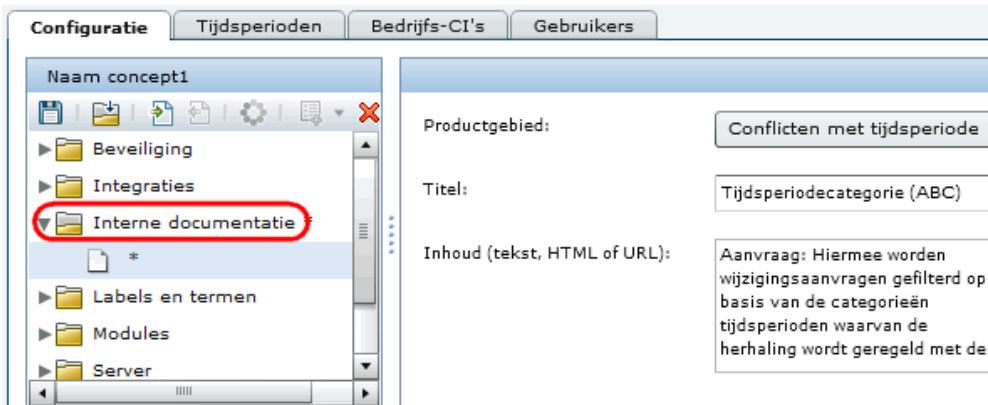 Configuratie Tijdsperioden Bedrijfs-CI's Gebruikers
Naam concept1
Beveiliging
Integraties
Interne documentatie *
*
Labels en termen
Modules
Server
Productgebied: Conflicten met tijdsperiode
Titel: Tijdsperiodecategorie (ABC)
Inhoud (tekst, HTML of URL): Aanvraag: Hiermee worden
wijzigingsaanvragen gefilterd op
basis van de categorieën
tijdsperioden waarvan de
herhaling wordt geregeld met de